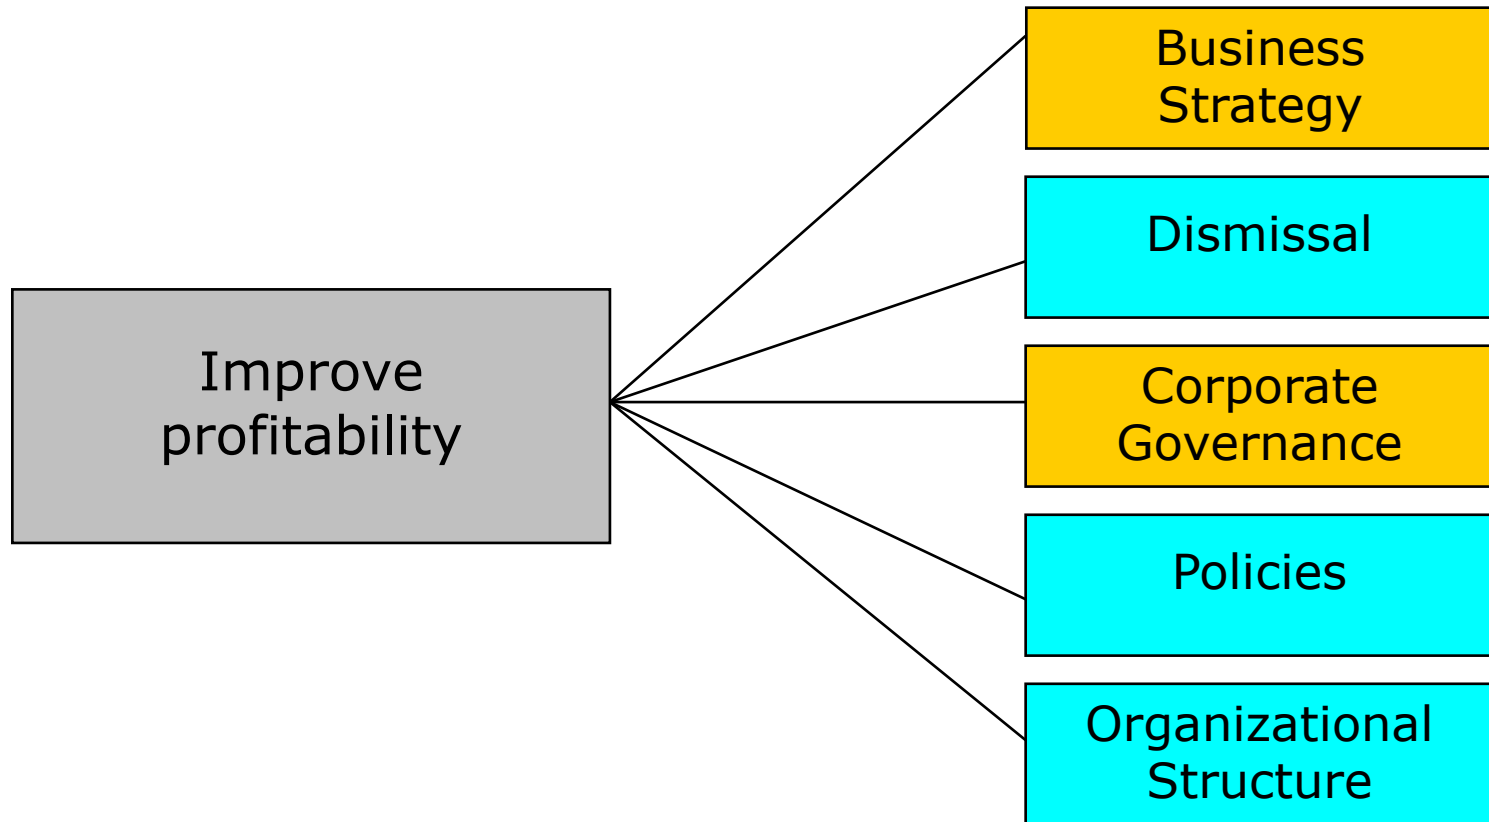 Business
Strategy
Dismissal
Improve
profitability
Corporate
Governance
Policies
Organizational
Structure